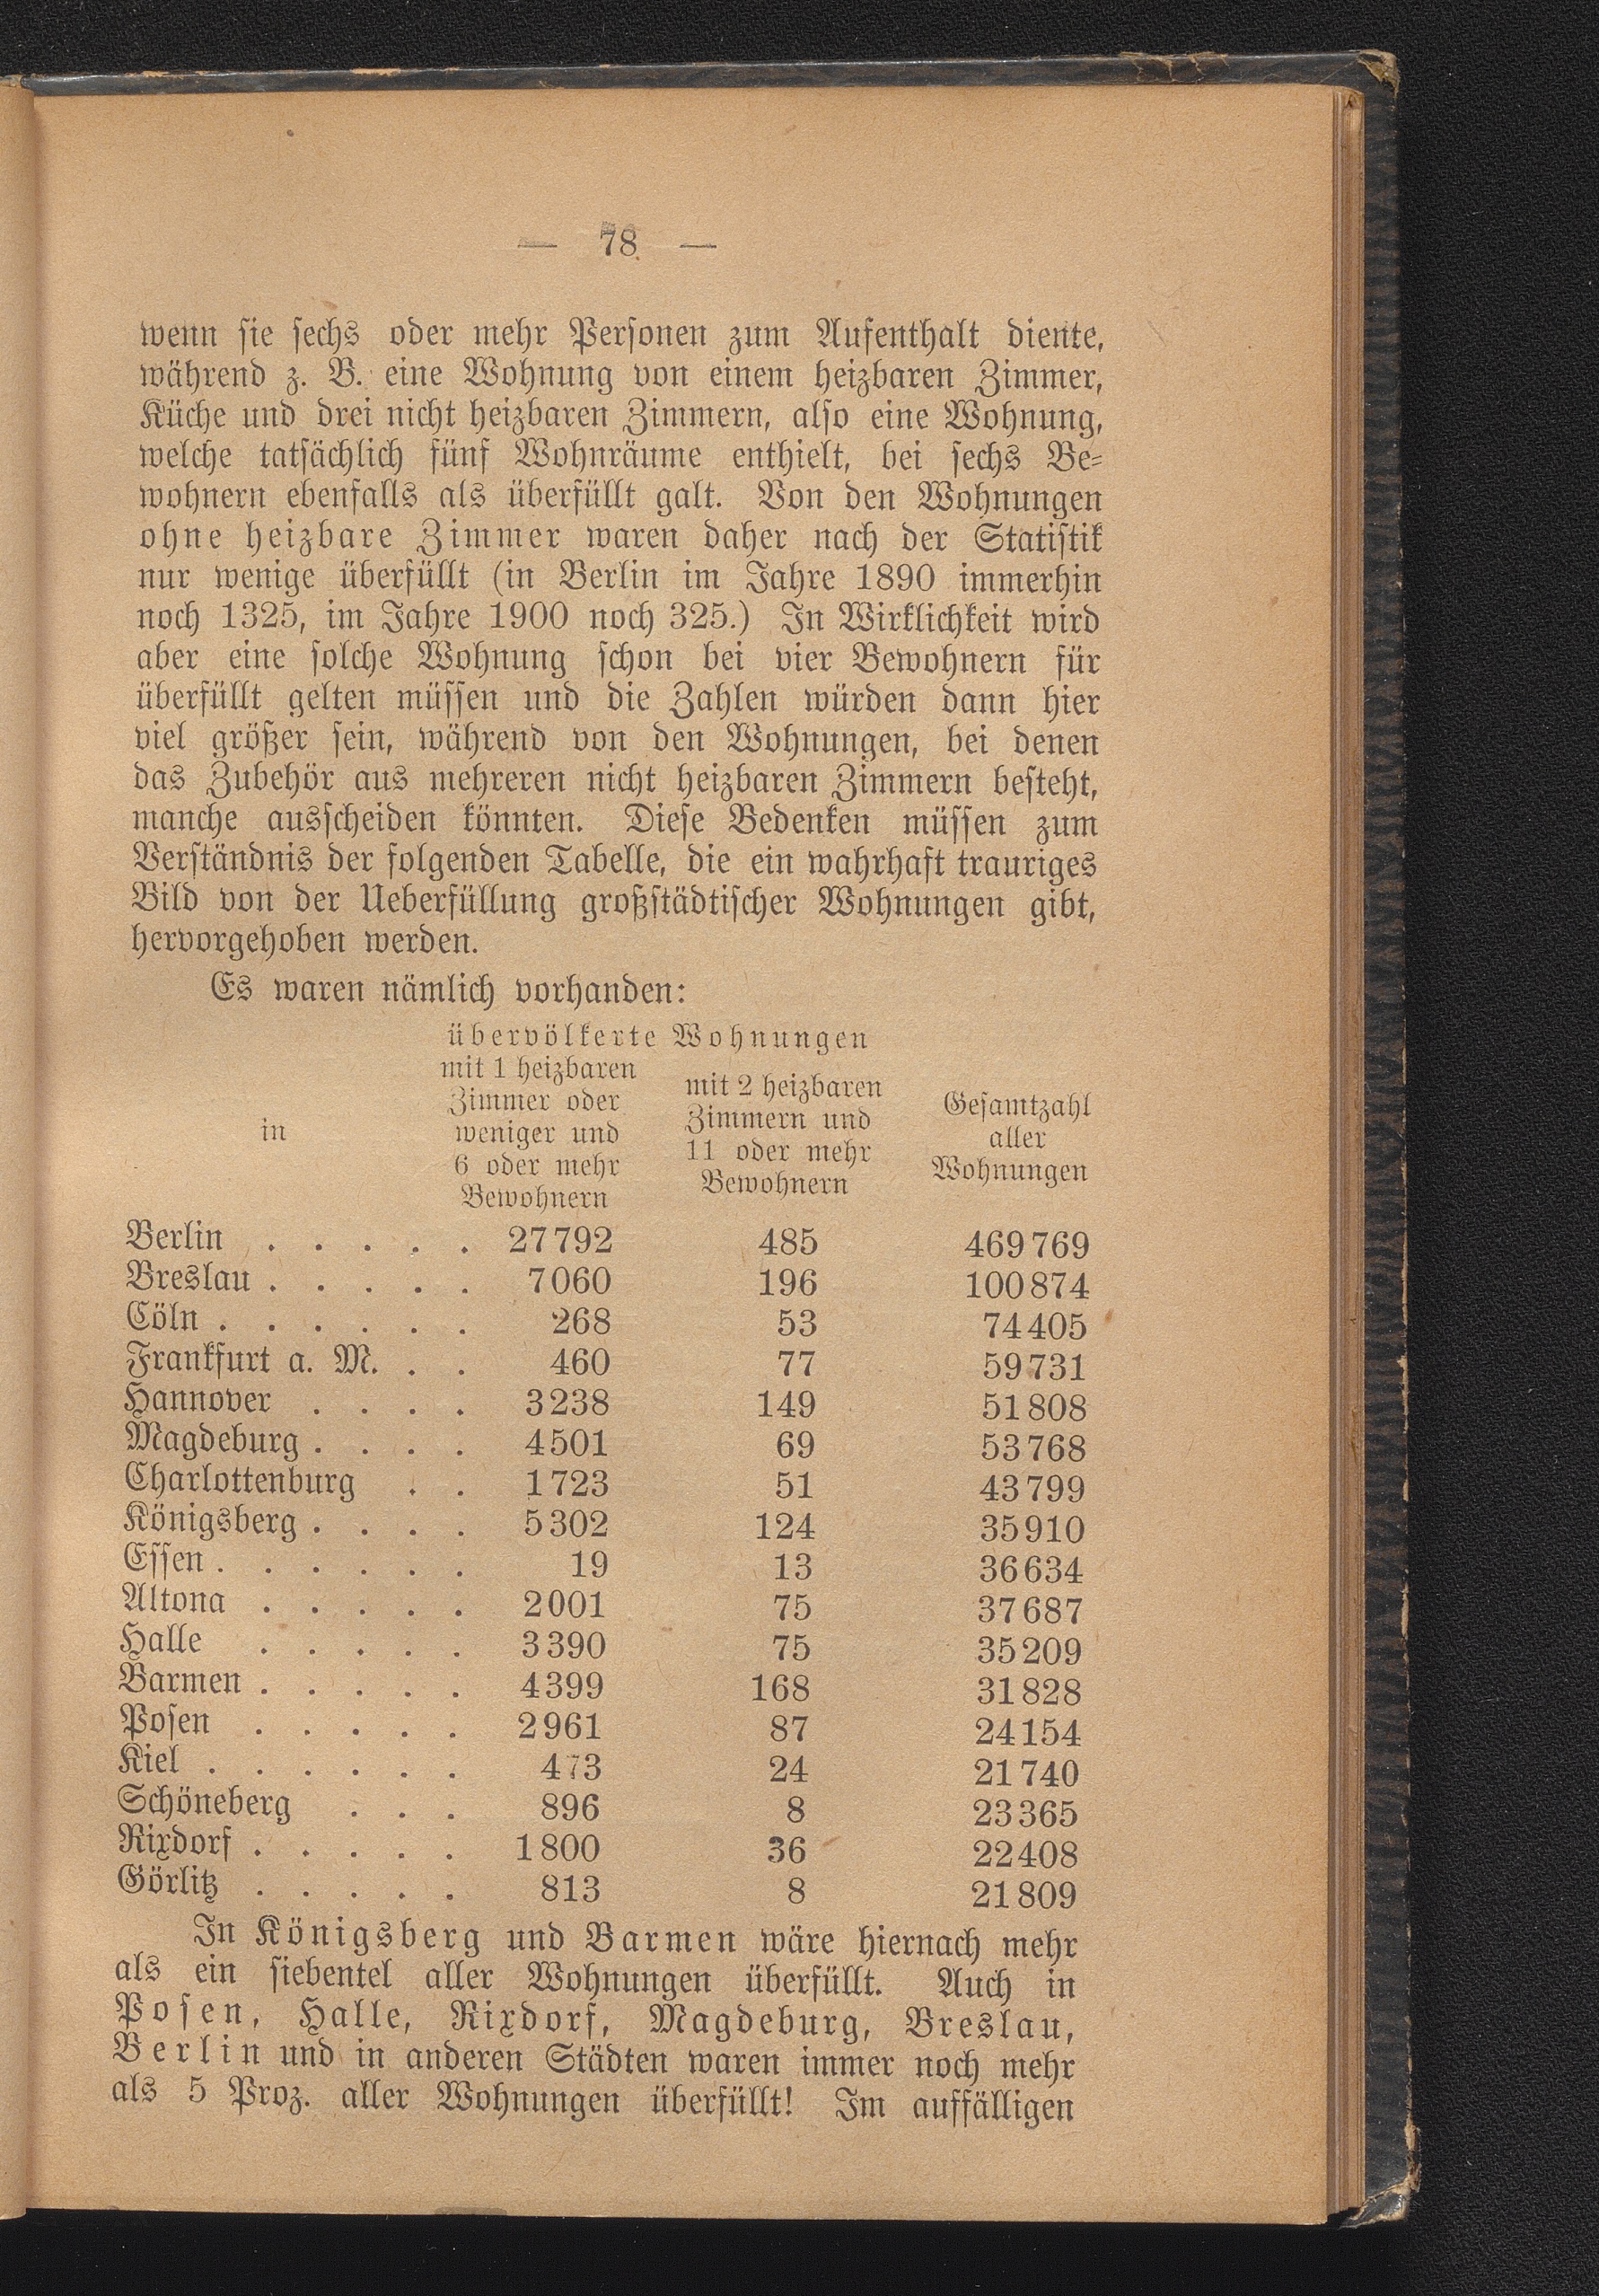 — 78 —
wenn sie sechs oder mehr Personen zum Aufenthalt diente,
während z. B. eine Wohnung von einem heizbaren Zimmer,
Küche und drei nicht heizbaren Zimmern, also eine Wohnung,
welche tatsächlich fünf Wohnräume enthielt, bei sechs Be-
wohnern ebenfalls als überfüllt galt. Von den Wohnungen
ohne heizbare Zimmer waren daher nach der Statistik
nur wenige überfüllt (in Berlin im Jahre 1890 immerhin
noch 1325, im Jahre 1900 noch 325.) In Wirklichkeit wird
aber eine solche Wohnung schon bei vier Bewohnern für
überfüllt gelten müssen und die Zahlen würden dann hier
viel größer sein, während von den Wohnungen, bei denen
das Zubehör aus mehreren nicht heizbaren Zimmern besteht,
manche ausscheiden könnten. Diese Bedenken müssen zum
Verständnis der folgenden Tabelle, die ein wahrhaft trauriges
Bild von der Ueberfüllung großstädtischer Wohnungen gibt,
hervorgehoben werden.
Es waren nämlich vorhanden:
übervölkerte Wohnungen
in
mit 1 heizbaren
Zimmer oder
weniger und
6 oder mehr
Bewohnern
mit 2 heizbaren
Zimmern und
11 oder mehr
Bewohnern
Gesamtzahl
aller
Wohnungen
Berlin . . . . . 27792 485 469769
Breslau . . . . . 7060 196 100874
Cöln . . . . . . 268 53 74405
Frankfurt a. M. . . 460 77 59731
Hannover . . . . 3238 149 51808
Magdeburg . . . . 4501 69 53768
Charlottenburg . . 1723 51 43799
Königsberg . . . . 5302 124 35910
Essen . . . . . . 19 13 36634
Altona . . . . . 2001 75 37687
Halle . . . . . 3390 75 35209
Barmen . . . . . 4399 168 31828
Posen . . . . . 2961 87 24154
Kiel . . . . . . 473 24 21740
Schöneberg . . . 896 8 23365
Rixdorf . . . . . 1800 36 22408
Görlitz . . . . . 813 8 21809
In Königsberg und Barmen wäre hiernach mehr
als ein siebentel aller Wohnungen überfüllt. Auch in
Posen, Halle, Rixdorf, Magdeburg, Breslau,
Berlin und in anderen Städten waren immer noch mehr
als 5 Proz. aller Wohnungen überfüllt! Im auffälligen